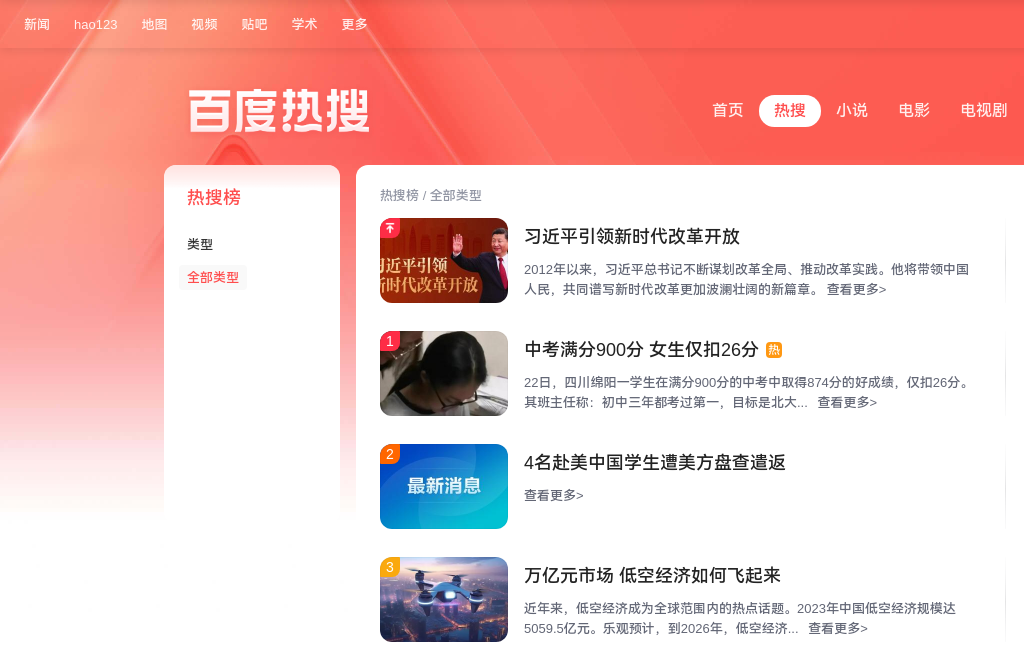 新闻 hao123 地图 视频 贴吧 学术 更多
百度热搜
首页 热搜 小说 电影 电视剧
热搜榜
类型
全部类型
热搜榜 / 全部类型
习近平引领
新时代改革开放
习近平引领新时代改革开放
2012年以来，习近平总书记不断谋划改革全局、推动改革实践。他将带领中国
人民，共同谱写新时代改革更加波澜壮阔的新篇章。 查看更多>
1
中考满分900分 女生仅扣26分 热
22日，四川绵阳一学生在满分900分的中考中取得874分的好成绩，仅扣26分。
其班主任称：初中三年都考过第一，目标是北大... 查看更多>
2
最新消息
4名赴美中国学生遭美方盘查遣返
查看更多>
3
万亿元市场 低空经济如何飞起来
近年来，低空经济成为全球范围内的热点话题。2023年中国低空经济规模达
5059.5亿元。乐观预计，到2026年，低空经济... 查看更多>